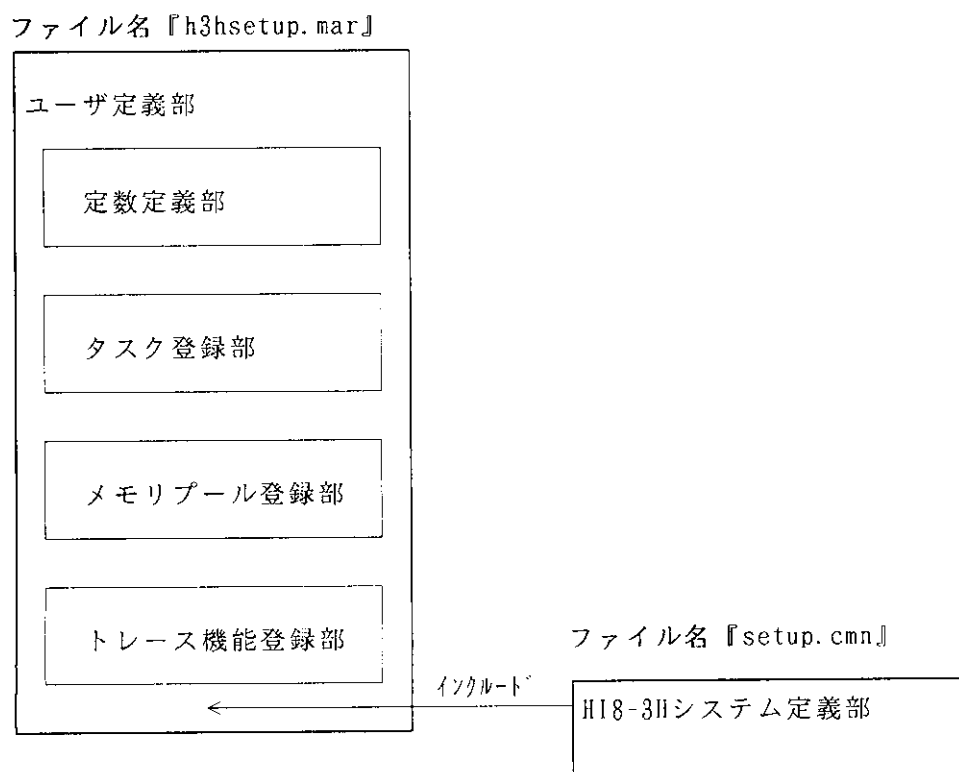 ファイル名『h3hsetup.mar』
ユーザ定義部
定数定義部
タスク登録部
メモリプール登録部
トレース機能登録部
ファイル名『setup.cmn』
インクルード
HI8-3Hシステム定義部